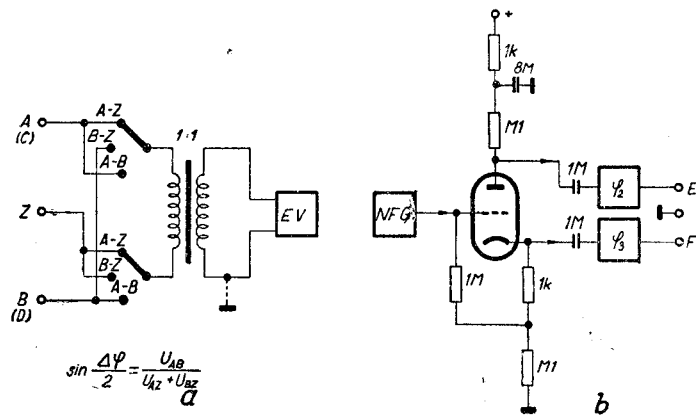 A
(C)
A-Z
B-Z
A-B
Z
A-Z
B-Z
A-B
B
(D)
1:1
EV
sin Δφ/2 = U_AB / U_AZ + U_BZ
a
+
1k
8M
M1
NFG
1M
1M
φ₂
E
1M
φ₃
F
1k
M1
b